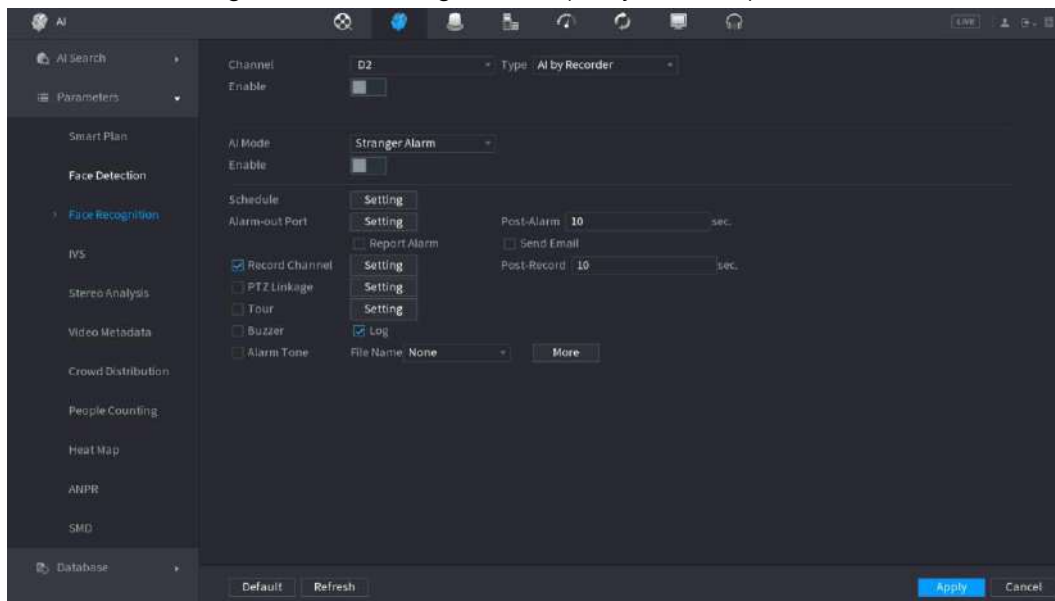 AI
LIVE
AI Search
Channel D2 Type AI by Recorder
Enable
Parameters
Smart Plan
AI Mode Stranger Alarm
Enable
Face Detection
Schedule Setting
Face Recognition
Alarm-out Port Setting Post-Alarm 10 sec.
Report Alarm Send Email
IVS
Record Channel Setting Post-Record 10 sec.
PTZ Linkage Setting
Stereo Analysis
Tour Setting
Video Metadata
Buzzer Log
Alarm Tone File Name None More
Crowd Distribution
People Counting
Heat Map
ANPR
SMD
Database
Default Refresh Apply Cancel